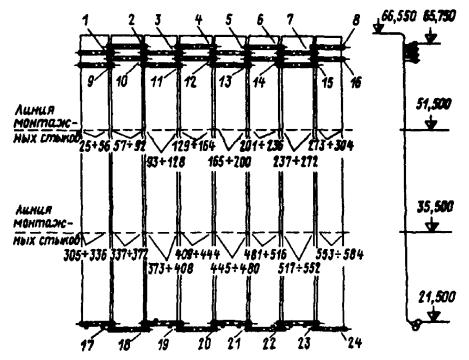 1 2 3 4 5 6 7 8
66,550 65,750
9 10 11 12 13 14 15 16
Линия
монтаж-
ных стыков
51,500
25÷56 57÷92 129÷164 201÷236 273÷304
93÷128 165÷200 237÷272
Линия
монтаж-
ных стыков
35,500
305÷336 337÷372 409÷444 481÷516 553÷584
373÷408 445÷480 517÷552
21,500
17 18 19 20 21 22 23 24